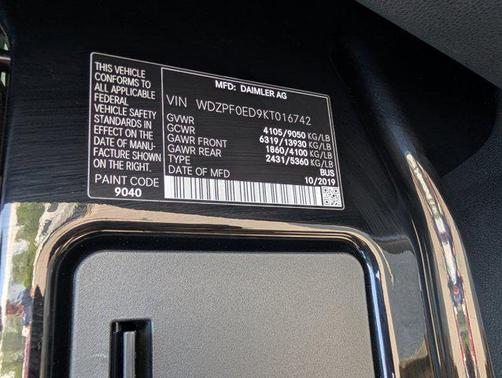 THIS VEHICLE
CONFORMS TO
ALL APPLICABLE
FEDERAL
VEHICLE SAFETY
STANDARDS IN
EFFECT ON THE
DATE OF MANU-
FACTURE SHOWN
ON THE RIGHT.
PAINT CODE
9040
MFD: DAIMLER AG
VIN WDZPF0ED9KT016742
GVWR 4105/9050 KG/LB
GCWR 6319/13930 KG/LB
GAWR FRONT 1860/4100 KG/LB
GAWR REAR 2431/5360 KG/LB
TYPE BUS
DATE OF MFD 10/2019